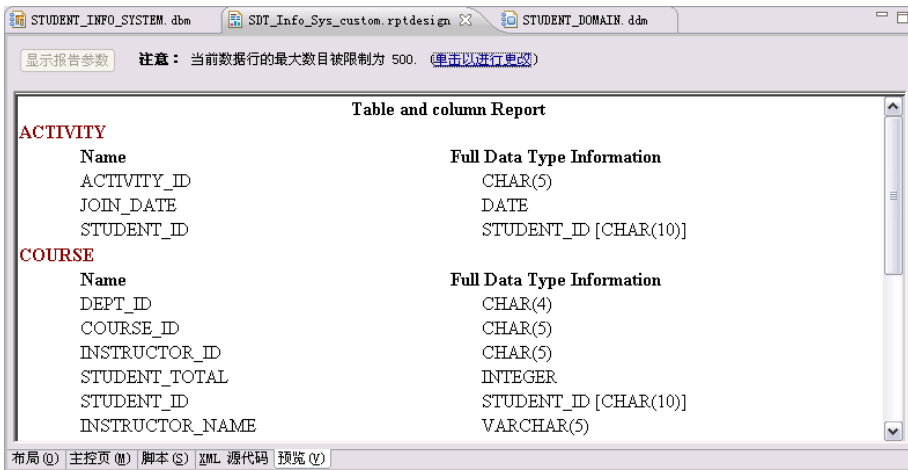 STUDENT_INFO_SYSTEM.dbm SDT_Info_Sys_custom.rptdesign STUDENT_DOMAIN.ddm
显示报告参数 注意： 当前数据行的最大数目被限制为 500. (单击以进行更改)
Table and column Report
ACTIVITY
Name Full Data Type Information
ACTIVITY_ID CHAR(5)
JOIN_DATE DATE
STUDENT_ID STUDENT_ID [CHAR(10)]
COURSE
Name Full Data Type Information
DEPT_ID CHAR(4)
COURSE_ID CHAR(5)
INSTRUCTOR_ID CHAR(5)
STUDENT_TOTAL INTEGER
STUDENT_ID STUDENT_ID [CHAR(10)]
INSTRUCTOR_NAME VARCHAR(5)
布局(O) 主控页(M) 脚本(S) XML 源代码 预览(V)